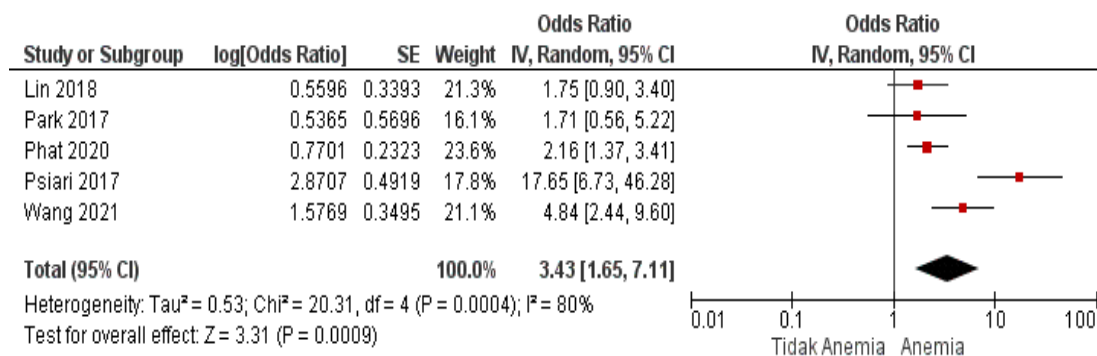 Odds Ratio Odds Ratio
Study or Subgroup log[Odds Ratio] SE Weight IV, Random, 95% CI IV, Random, 95% CI
Lin 2018 0.5596 0.3393 21.3% 1.75 [0.90, 3.40]
Park 2017 0.5365 0.5696 16.1% 1.71 [0.56, 5.22]
Phat 2020 0.7701 0.2323 23.6% 2.16 [1.37, 3.41]
Psiari 2017 2.8707 0.4919 17.8% 17.65 [6.73, 46.28]
Wang 2021 1.5769 0.3495 21.1% 4.84 [2.44, 9.60]
Total (95% CI) 100.0% 3.43 [1.65, 7.11]
Heterogeneity: Tau² = 0.53; Chi² = 20.31, df = 4 (P = 0.0004); I² = 80%
Test for overall effect: Z = 3.31 (P = 0.0009)
0.01 0.1 1 10 100
Tidak Anemia Anemia